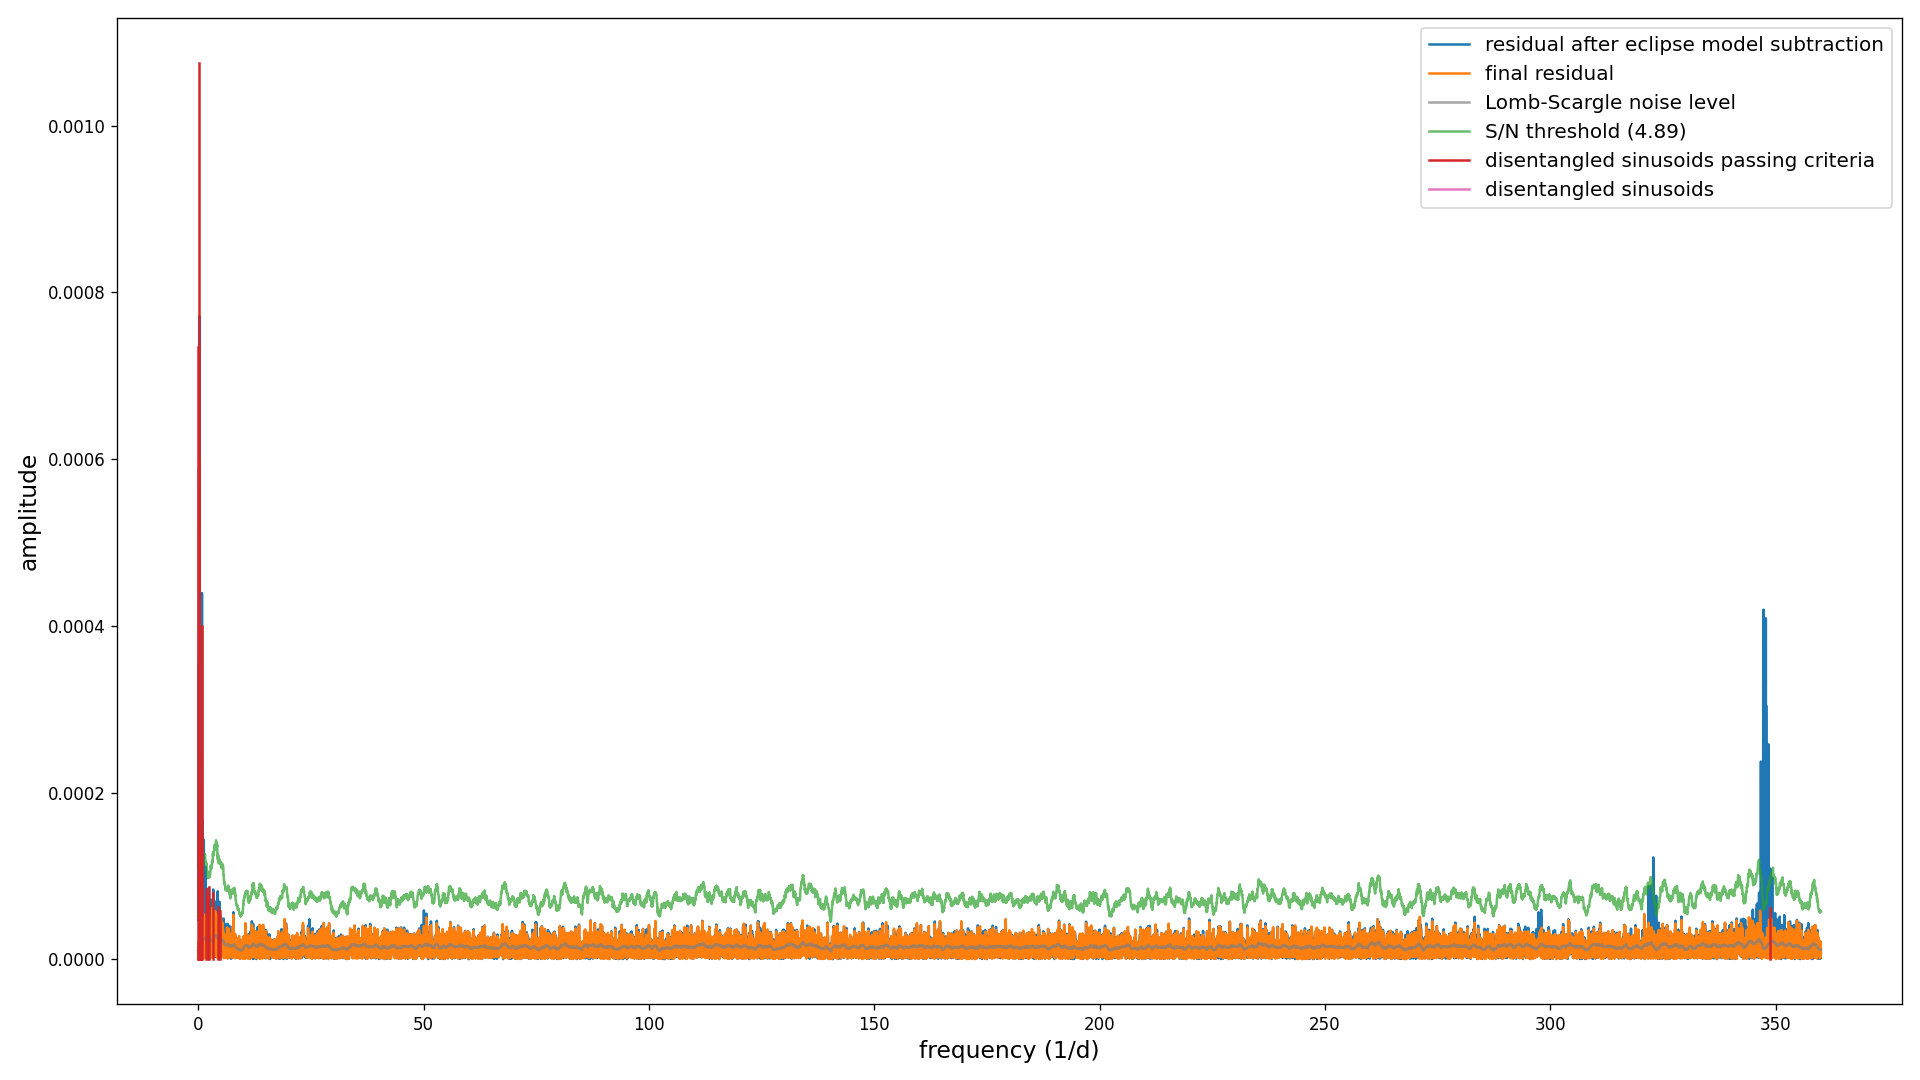 residual after eclipse model subtraction
final residual
Lomb-Scargle noise level
S/N threshold (4.89)
disentangled sinusoids passing criteria
disentangled sinusoids
amplitude
0.0010
0.0008
0.0006
0.0004
0.0002
0.0000
0 50 100 150 200 250 300 350
frequency (1/d)